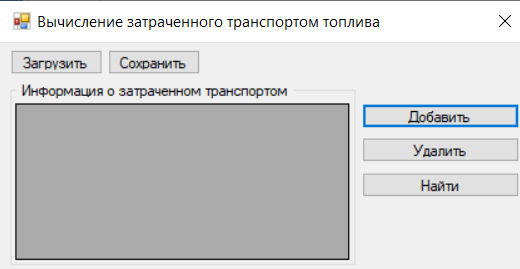 Вычисление затраченного транспортом топлива
Загрузить Сохранить
Информация о затраченном транспортом
Добавить
Удалить
Найти